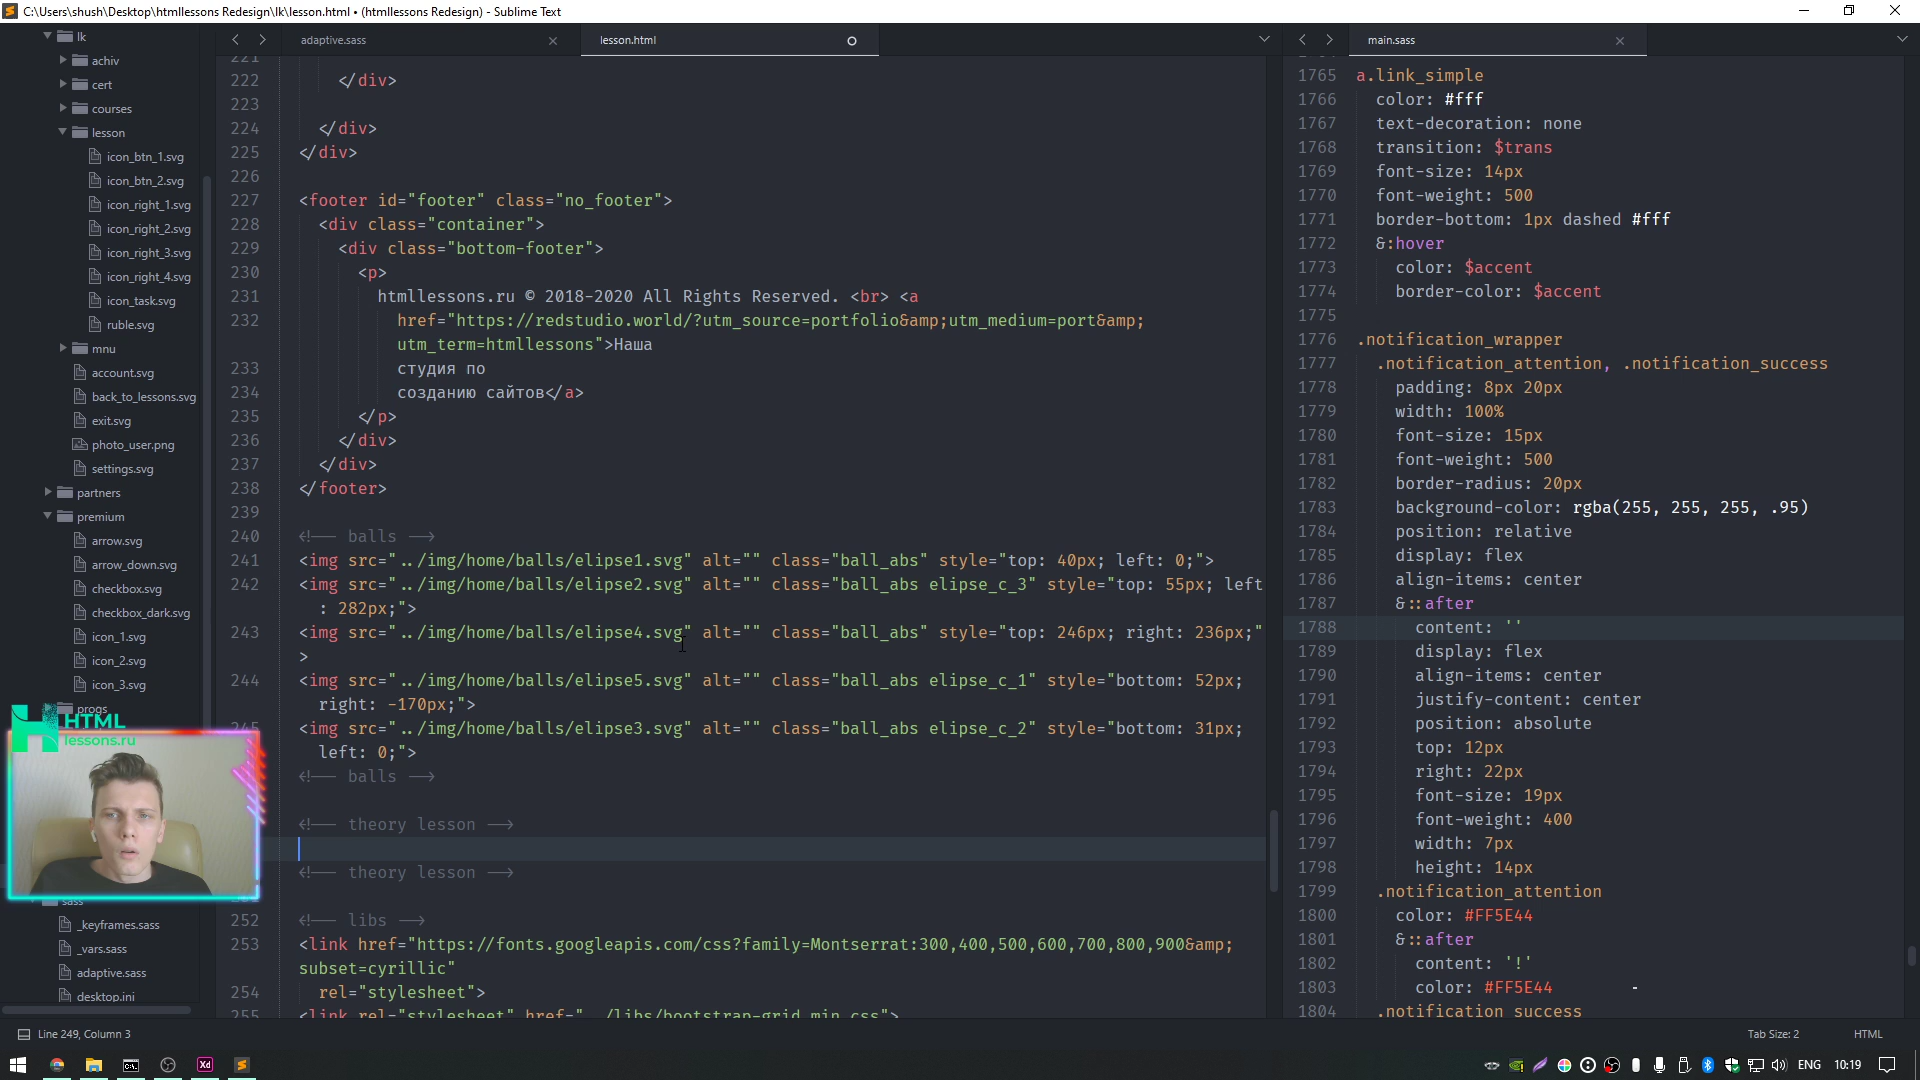 C:\Users\shush\Desktop\htmllessons Redesign\lk\lesson.html • (htmllessons Redesign) - Sublime Text
lk
achiv
cert
courses
lesson
icon_btn_1.svg
icon_btn_2.svg
icon_right_1.svg
icon_right_2.svg
icon_right_3.svg
icon_right_4.svg
icon_task.svg
ruble.svg
mnu
account.svg
back_to_lessons.svg
exit.svg
photo_user.png
settings.svg
partners
premium
arrow.svg
arrow_down.svg
checkbox.svg
checkbox_dark.svg
icon_1.svg
icon_2.svg
icon_3.svg
progs
HTML
lessons.ru
sass
_keyframes.sass
_vars.sass
adaptive.sass
desktop.ini
adaptive.sass
lesson.html
221
222 </div>
223
224 </div>
225 </div>
226
227 <footer id="footer" class="no_footer">
228 <div class="container">
229 <div class="bottom-footer">
230 <p>
231 htmllessons.ru © 2018-2020 All Rights Reserved. <br> <a
232 href="https://redstudio.world/?utm_source=portfolio&amp;utm_medium=port&amp;
utm_term=htmllessons">Наша
233 студия по
234 созданию сайтов</a>
235 </p>
236 </div>
237 </div>
238 </footer>
239
240 <!-- balls -->
241 <img src="../img/home/balls/elipse1.svg" alt="" class="ball_abs" style="top: 40px; left: 0;">
242 <img src="../img/home/balls/elipse2.svg" alt="" class="ball_abs elipse_c_3" style="top: 55px; left
: 282px;">
243 <img src="../img/home/balls/elipse4.svg" alt="" class="ball_abs" style="top: 246px; right: 236px;"
>
244 <img src="../img/home/balls/elipse5.svg" alt="" class="ball_abs elipse_c_1" style="bottom: 52px;
right: -170px;">
245 <img src="../img/home/balls/elipse3.svg" alt="" class="ball_abs elipse_c_2" style="bottom: 31px;
left: 0;">
<!-- balls -->
<!-- theory lesson -->
<!-- theory lesson -->
252 <!-- libs -->
253 <link href="https://fonts.googleapis.com/css?family=Montserrat:300,400,500,600,700,800,900&amp;
subset=cyrillic"
254 rel="stylesheet">
255 <link rel="stylesheet" href="../libs/bootstrap-grid.min.css">
main.sass
1765 a.link_simple
1766 color: #fff
1767 text-decoration: none
1768 transition: $trans
1769 font-size: 14px
1770 font-weight: 500
1771 border-bottom: 1px dashed #fff
1772 &:hover
1773 color: $accent
1774 border-color: $accent
1775
1776 .notification_wrapper
1777 .notification_attention, .notification_success
1778 padding: 8px 20px
1779 width: 100%
1780 font-size: 15px
1781 font-weight: 500
1782 border-radius: 20px
1783 background-color: rgba(255, 255, 255, .95)
1784 position: relative
1785 display: flex
1786 align-items: center
1787 &::after
1788 content: ''
1789 display: flex
1790 align-items: center
1791 justify-content: center
1792 position: absolute
1793 top: 12px
1794 right: 22px
1795 font-size: 19px
1796 font-weight: 400
1797 width: 7px
1798 height: 14px
1799 .notification_attention
1800 color: #FF5E44
1801 &::after
1802 content: '!'
1803 color: #FF5E44
1804 .notification_success
Line 249, Column 3
Tab Size: 2
HTML
Xd
ENG
10:19